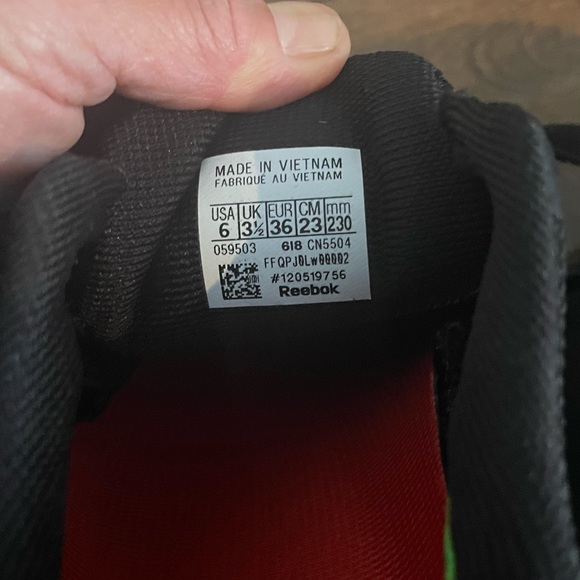 MADE IN VIETNAM
FABRIQUÉ AU VIETNAM
USA UK EUR CM mm
6 3½ 36 23 230
059503 618 CN5504
FFQPJ0LW00002
#120519756
Reebok